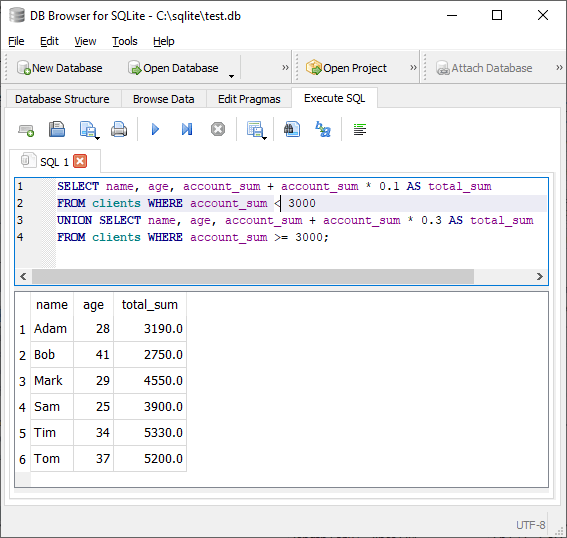 DB Browser for SQLite - C:\sqlite\test.db
File Edit View Tools Help
New Database Open Database » Open Project » Attach Database »
Database Structure Browse Data Edit Pragmas Execute SQL
SQL 1
1 SELECT name, age, account_sum + account_sum * 0.1 AS total_sum
2 FROM clients WHERE account_sum < 3000
3 UNION SELECT name, age, account_sum + account_sum * 0.3 AS total_sum
4 FROM clients WHERE account_sum >= 3000;
name age total_sum
1 Adam 28 3190.0
2 Bob 41 2750.0
3 Mark 29 4550.0
4 Sam 25 3900.0
5 Tim 34 5330.0
6 Tom 37 5200.0
UTF-8